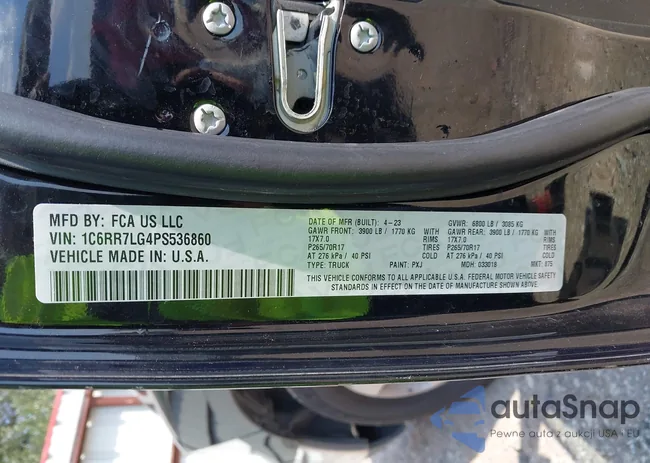 MFD BY: FCA US LLC
VIN: 1C6RR7LG4PS536860
VEHICLE MADE IN: U.S.A.
DATE OF MFR (BUILT): 4-23 GVWR: 6800 LB / 3085 KG
GAWR FRONT: 3900 LB / 1770 KG WITH GAWR REAR: 3900 LB / 1770 KG WITH
17X7.0 RIMS 17X7.0 RIMS
P265/70R17 P265/70R17
AT 276 kPa / 40 PSI COLD AT 276 kPa / 40 PSI COLD
TYPE: TRUCK PAINT: PXJ MDH: 033018 MKT: 075
THIS VEHICLE CONFORMS TO ALL APPLICABLE U.S.A. FEDERAL MOTOR VEHICLE SAFETY
STANDARDS IN EFFECT ON THE DATE OF MANUFACTURE SHOWN ABOVE.
autaSnap
Pewne auta z aukcji USA i EU